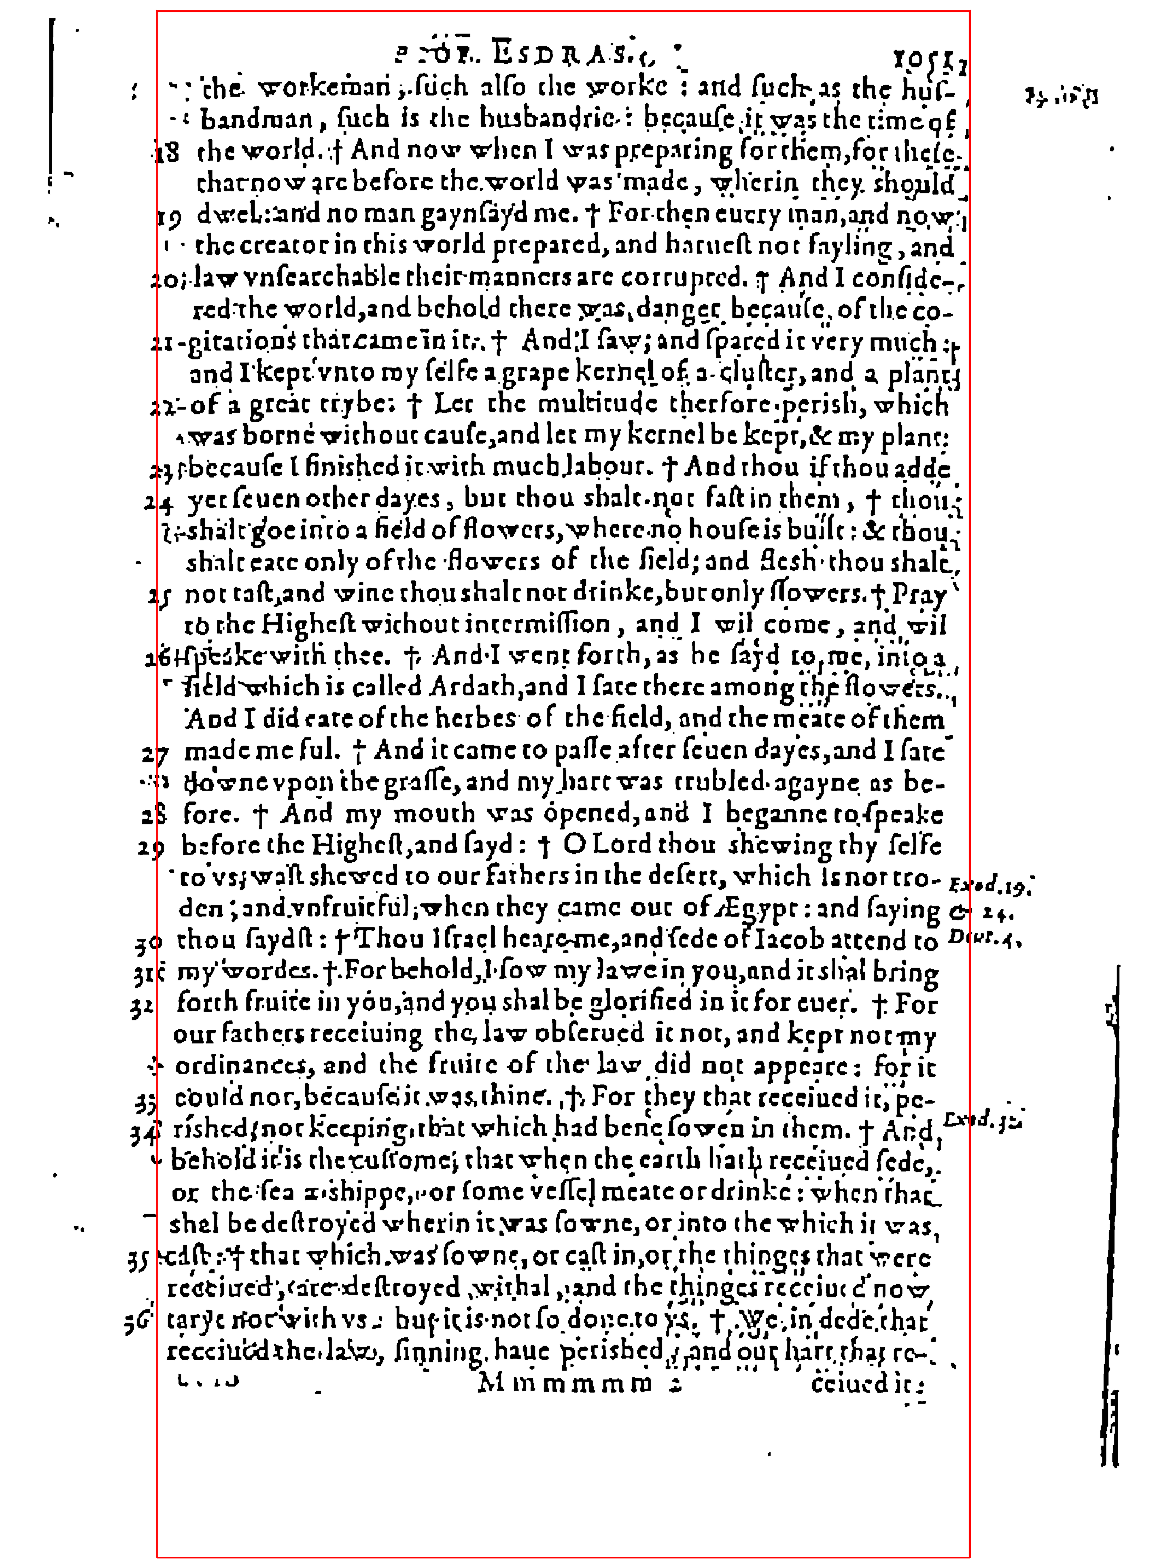 OF ESDRAS. 1051
the workeman, ſuch alſo the worke : and ſuch as the huſ-
bandman, ſuch is the husbandrie : becauſe it was the time of
18 the world. † And now when I was preparing for them, for theſe
that now are before the world was made, wherin they should
19 dwel: and no man gaynſayd me. † For then euery man, and now
the creator in this world prepared, and harueſt not fayling, and
20 law vnſearchable their manners are corrupted. † And I conſide-
red the world, and behold there was danger becauſe of the co-
21 gitations that came in it. † And I ſaw, and ſpared it very much :
and I kept vnto my ſelfe a grape kernel of a cluſter, and a plant
22 of a great trybe: † Let the multitude therfore perish, which
was borne without cauſe, and let my kernel be kept, & my plant:
23 becauſe I finished it with much labour. † And thou if thou adde
24 yet ſeuen other dayes, but thou shalt not faſt in them, † thou
shalt goe into a field of flowers, where no houſe is built : & thou
shalt eate only of the flowers of the field; and flesh thou shalt
25 not taſt, and wine thou shalt not drinke, but only flowers. † Pray
to the Higheſt without intermiſſion, and I wil come, and wil
26 ſpeake with thee. † And I went forth, as he ſayd to me, into a
field which is called Ardath, and I ſate there among the flowers.
And I did eate of the herbes of the field, and the meate of them
27 made me ful. † And it came to paſſe after ſeuen dayes, and I ſate
downe vpon the graſſe, and my hart was trubled agayne as be-
28 fore. † And my mouth was opened, and I beganne to ſpeake
29 before the Higheſt, and ſayd: † O Lord thou shewing thy ſelfe
to vs, waſt shewed to our fathers in the deſert, which is not tro- Exod. 19.
den, and vnfruitful, when they came out of Ægypt: and ſaying & 24.
30 thou ſaydſt: † Thou Iſrael heare me, and ſede of Iacob attend to Deut. 4.
31 my wordes. † For behold, I ſow my lawe in you, and it shal bring
32 forth fruite in you, and you shal be glorified in it for euer. † For
our fathers receiuing the law obſerued it not, and kept not my
ordinances, and the fruite of the law did not appeare: for it
33 could not, becauſe it was thine. † For they that receiued it, pe-
34 rished, not keeping that which had bene ſowen in them. † And Exod. 32.
behold it is the cuſtome, that when the earth hath receiued ſede,
or the ſea a shippe, or ſome veſſel meate or drinke: when that
shal be deſtroyed wherin it was ſowne, or into the which it was
35 caſt: † that which was ſowne, or caſt in, or the thinges that were
receiued, are deſtroyed withal, and the thinges receiued now
36 tarye not with vs: but it is not ſo done to vs. † We in dede that
receiued the law, ſinning haue perished, and our hart that re-
Mmmmmm 2 ceiued it: